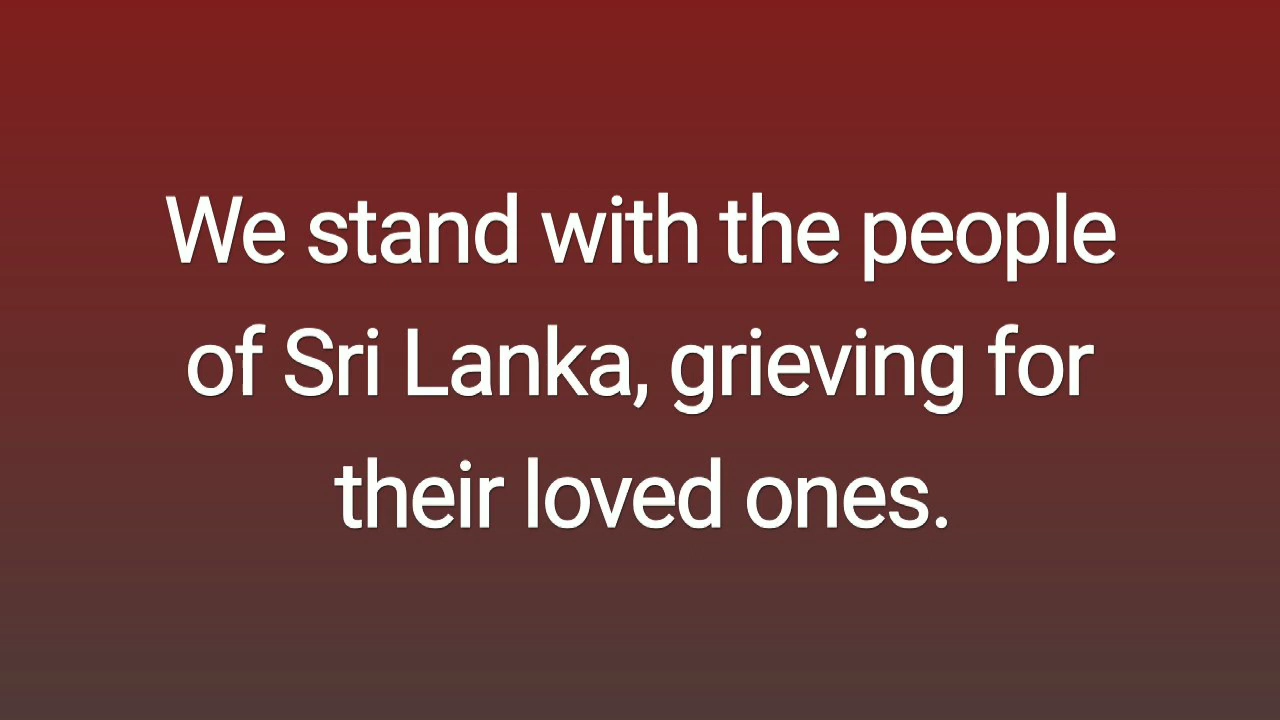 We stand with the people
of Sri Lanka, grieving for
their loved ones.